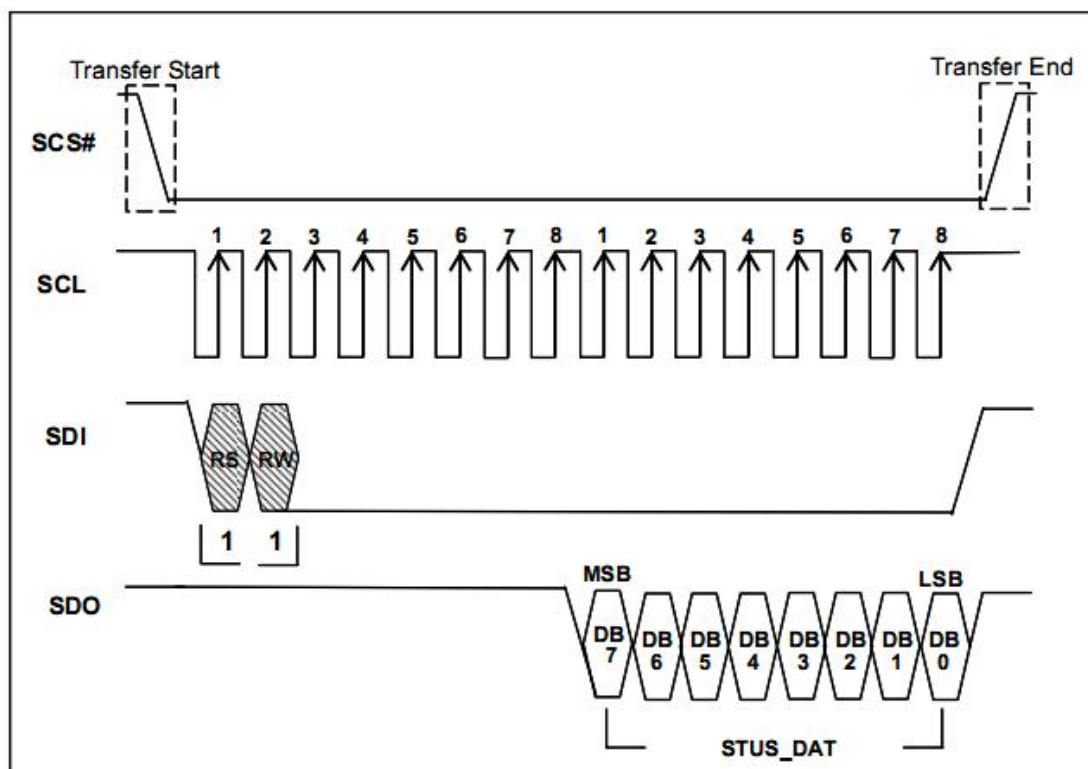 Transfer Start
Transfer End
SCS#
1 2 3 4 5 6 7 8 1 2 3 4 5 6 7 8
SCL
SDI
RS RW
1 1
MSB
LSB
SDO
DB 7
DB 6
DB 5
DB 4
DB 3
DB 2
DB 1
DB 0
STUS_DAT